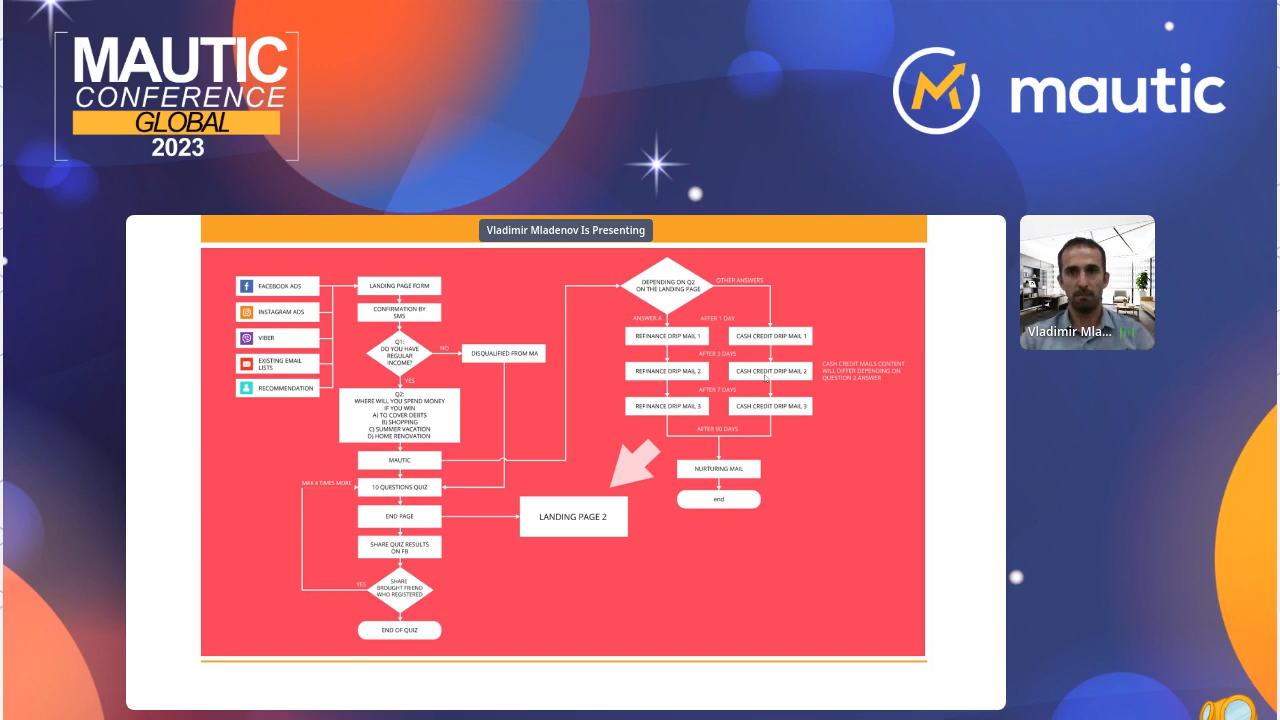 MAUTIC
CONFERENCE
GLOBAL
2023
mautic
Vladimir Mladenov Is Presenting
FACEBOOK ADS
INSTAGRAM ADS
VIBER
EXISTING EMAIL
LISTS
RECOMMENDATION
LANDING PAGE FORM
CONFIRMATION BY
SMS
Q1:
DO YOU HAVE
REGULAR
INCOME?
NO
DISQUALIFIED FROM MA
YES
Q2:
WHERE WILL YOU SPEND MONEY
IF YOU WIN
A) TO COVER DEBTS
B) SHOPPING
C) SUMMER VACATION
D) HOME RENOVATION
MAUTIC
MAX 4 TIMES MORE
10 QUESTIONS QUIZ
END PAGE
SHARE QUIZ RESULTS
ON FB
YES
SHARE
BROUGHT FRIEND
WHO REGISTERED
END OF QUIZ
LANDING PAGE 2
DEPENDING ON Q2
ON THE LANDING PAGE
OTHER ANSWERS
ANSWER A
AFTER 1 DAY
REFINANCE DRIP MAIL 1
CASH CREDIT DRIP MAIL 1
AFTER 3 DAYS
REFINANCE DRIP MAIL 2
CASH CREDIT DRIP MAIL 2
CASH CREDIT MAILS CONTENT
WILL DIFFER DEPENDING ON
QUESTION 2 ANSWER
AFTER 7 DAYS
REFINANCE DRIP MAIL 3
CASH CREDIT DRIP MAIL 3
AFTER 90 DAYS
NURTURING MAIL
end
Vladimir Mla...